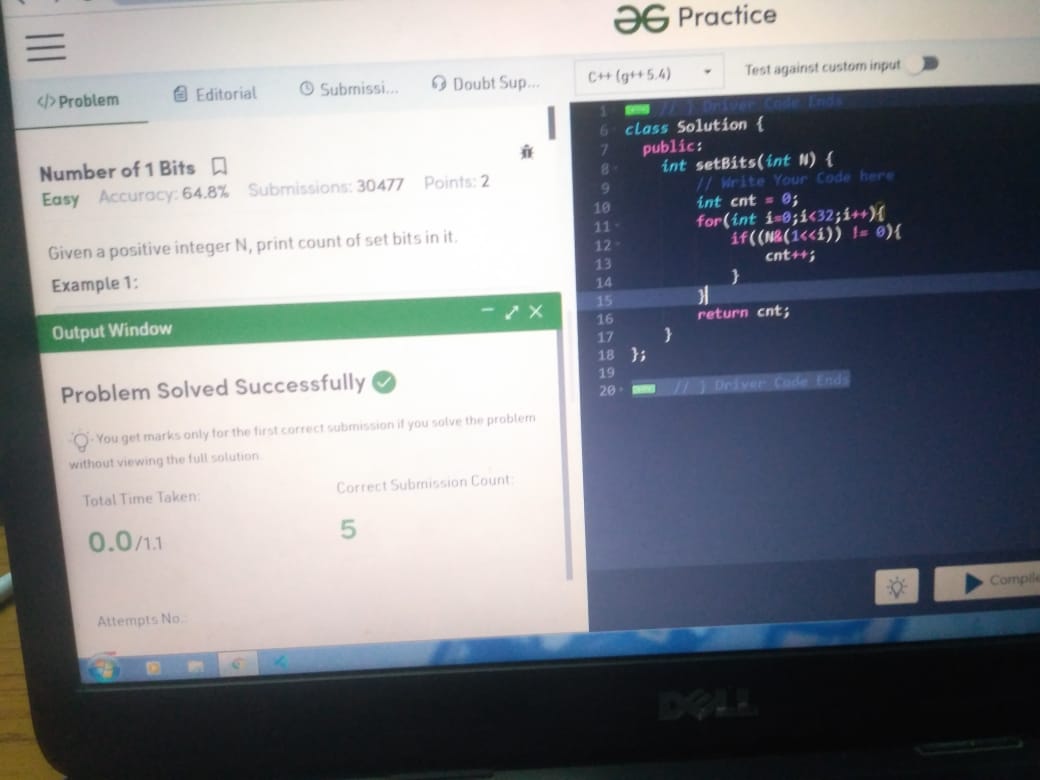 Practice
</>Problem
Editorial
Submissi...
Doubt Sup...
C++ (g++ 5.4)
Test against custom input
Number of 1 Bits
Easy Accuracy: 64.8% Submissions: 30477 Points: 2
Given a positive integer N, print count of set bits in it.
Example 1:
Output Window
Problem Solved Successfully
You get marks only for the first correct submission if you solve the problem
without viewing the full solution.
Total Time Taken:
0.0/1.1
Correct Submission Count:
5
Attempts No.:
1 // } Driver Code Ends
6 class Solution {
7 public:
8 int setBits(int N) {
9 // Write Your Code here
10 int cnt = 0;
11 for(int i=0;i<32;i++){
12 if((N&(1<<i)) != 0){
13 cnt++;
14 }
15 }
16 return cnt;
17 }
18 };
19
20 // } Driver Code Ends
Compile
DELL